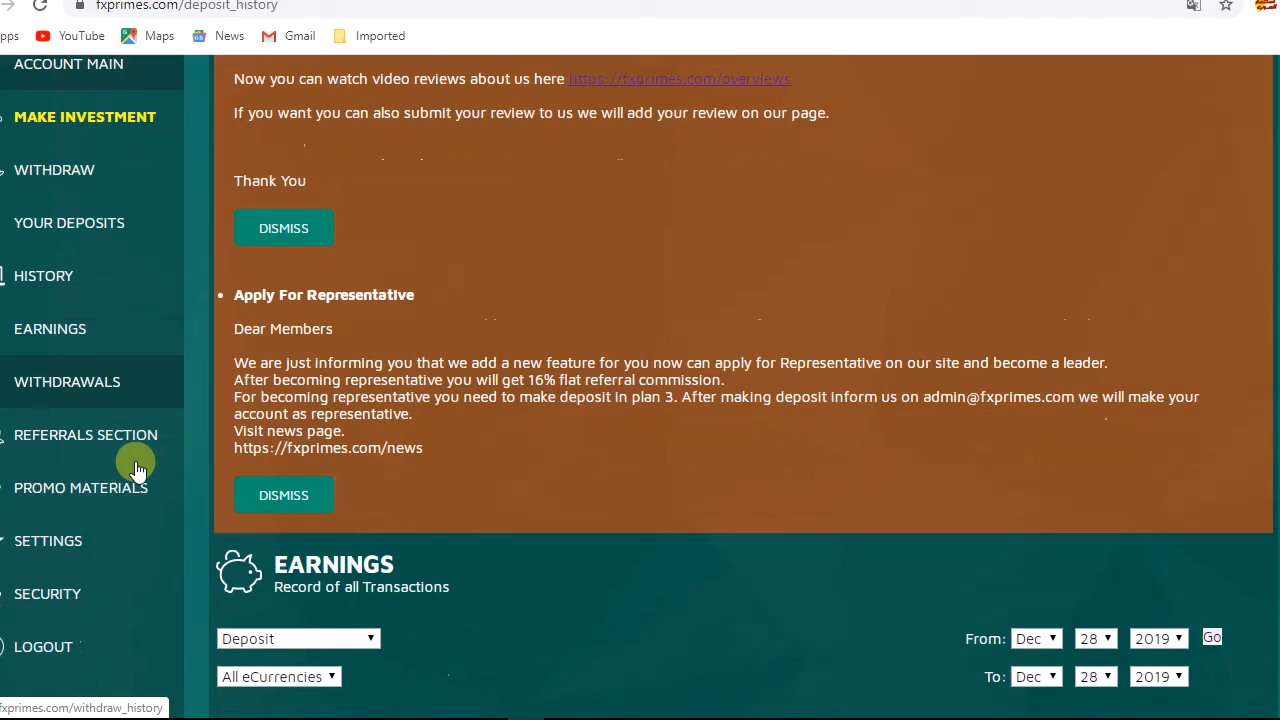 fxprimes.com/deposit_history
pps YouTube Maps News Gmail Imported
ACCOUNT MAIN
MAKE INVESTMENT
WITHDRAW
YOUR DEPOSITS
HISTORY
EARNINGS
WITHDRAWALS
REFERRALS SECTION
PROMO MATERIALS
SETTINGS
SECURITY
LOGOUT
Now you can watch video reviews about us here https://fxprimes.com/overviews
If you want you can also submit your review to us we will add your review on our page.
Thank You
DISMISS
• Apply For Representative
Dear Members
We are just informing you that we add a new feature for you now can apply for Representative on our site and become a leader.
After becoming representative you will get 16% flat referral commission.
For becoming representative you need to make deposit in plan 3. After making deposit inform us on admin@fxprimes.com we will make your
account as representative.
Visit news page.
https://fxprimes.com/news
DISMISS
EARNINGS
Record of all Transactions
Deposit From: Dec 28 2019 Go
All eCurrencies To: Dec 28 2019
fxprimes.com/withdraw_history